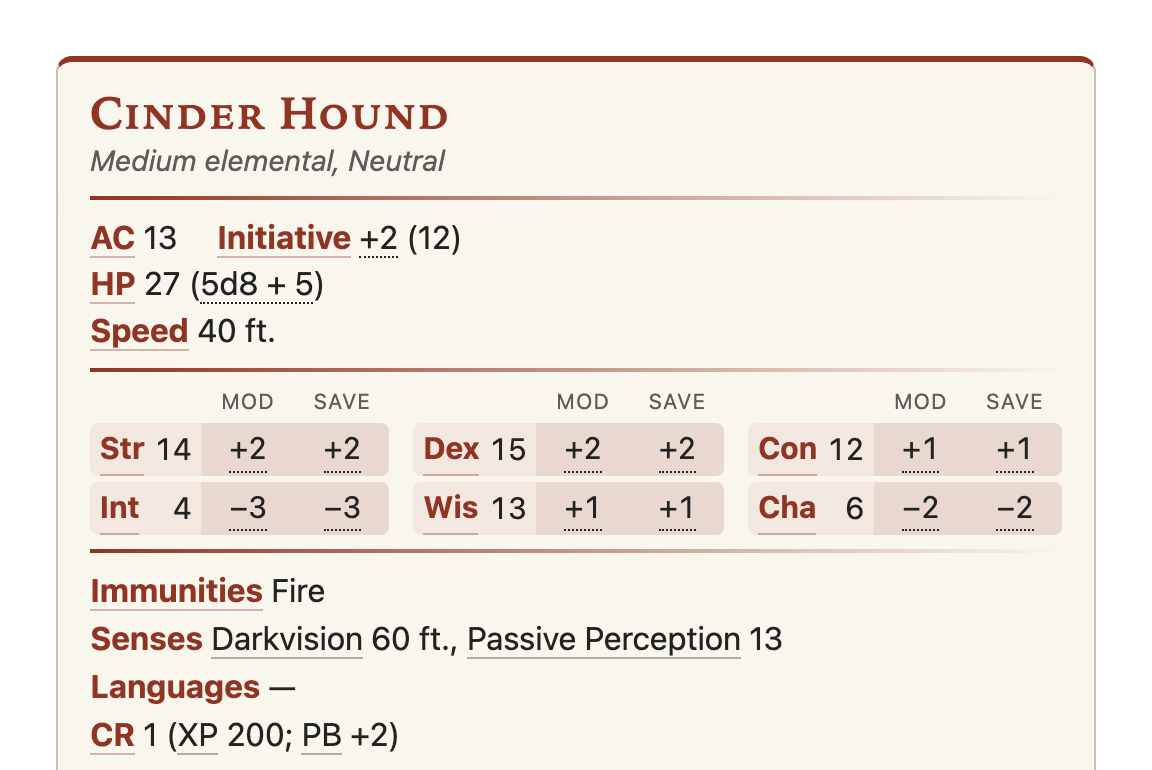 Cinder Hound
Medium elemental, Neutral
AC 13 Initiative +2 (12)
HP 27 (5d8 + 5)
Speed 40 ft.
MOD SAVE MOD SAVE MOD SAVE
Str 14 +2 +2 Dex 15 +2 +2 Con 12 +1 +1
Int 4 −3 −3 Wis 13 +1 +1 Cha 6 −2 −2
Immunities Fire
Senses Darkvision 60 ft., Passive Perception 13
Languages —
CR 1 (XP 200; PB +2)